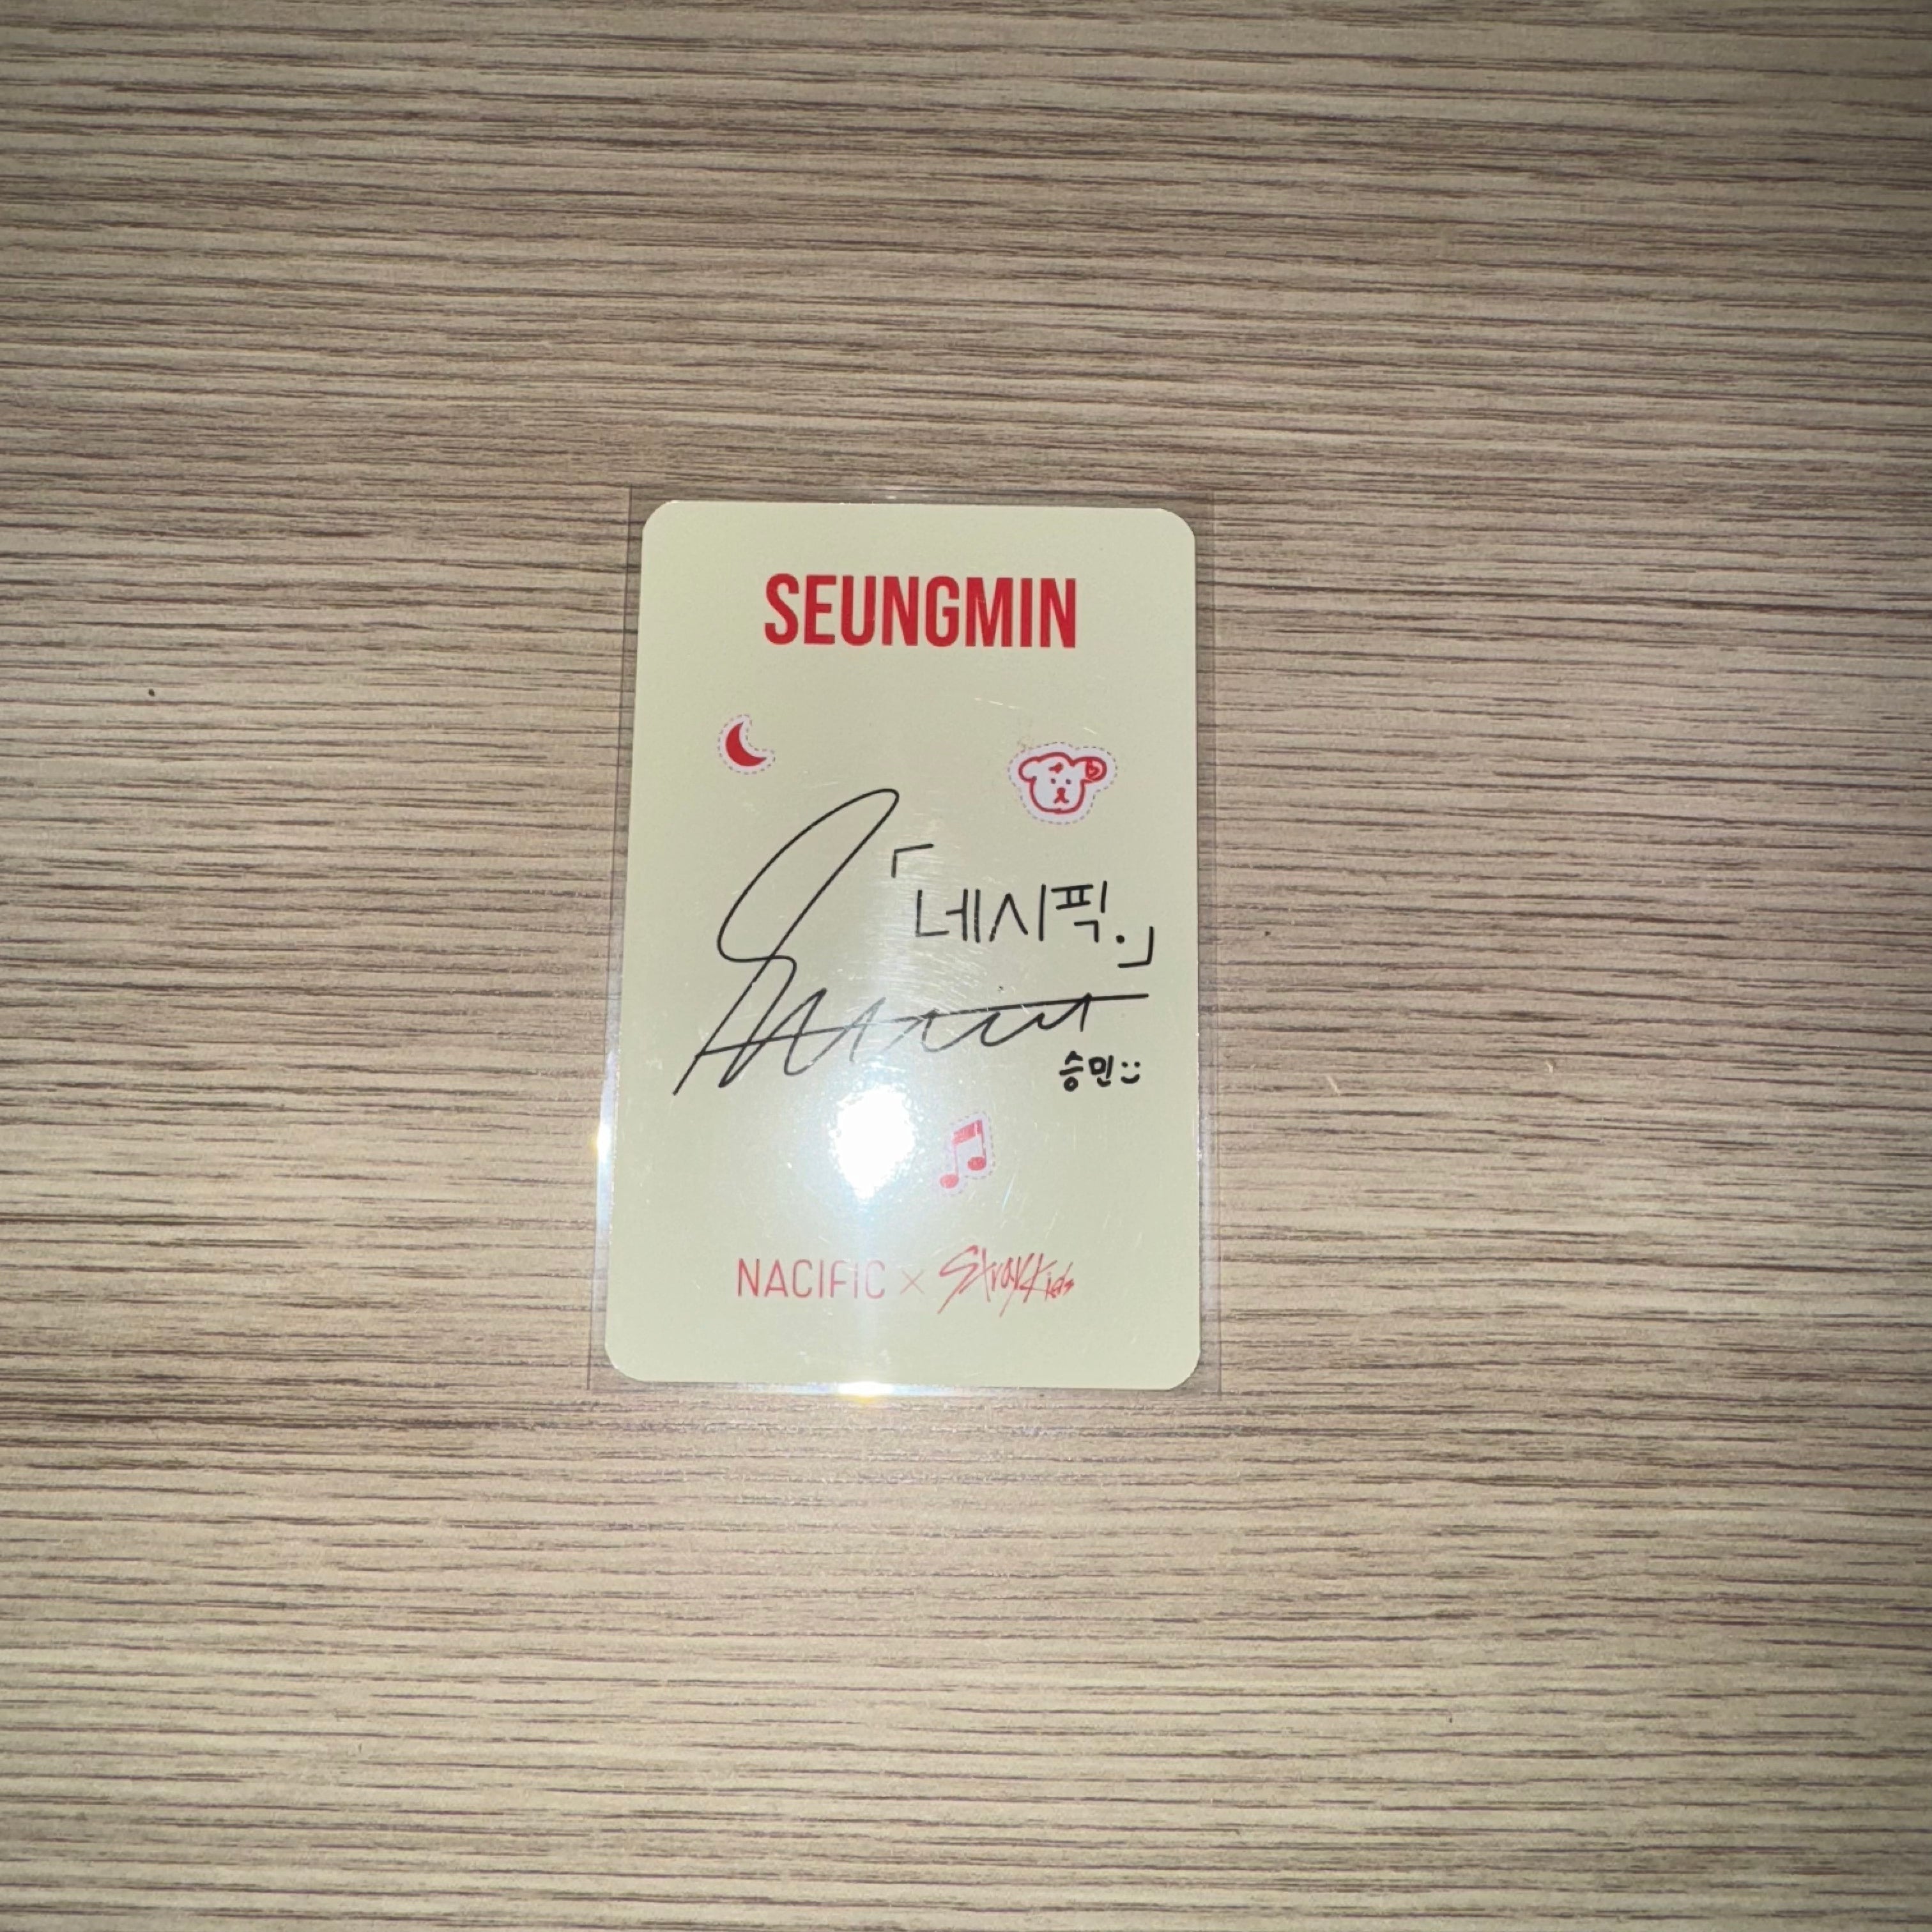 SEUNGMIN
「네시픽.」
승민
NACIFIC × Stray Kids